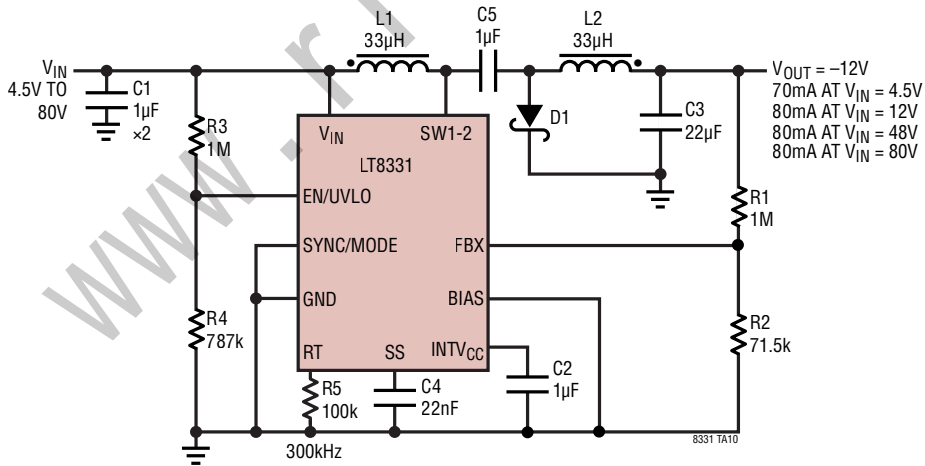 L1
33µH
C5
1µF
L2
33µH
VIN
4.5V TO
80V
C1
1µF
×2
R3
1M
VIN
SW1-2
LT8331
EN/UVLO
SYNC/MODE
FBX
GND
BIAS
RT
SS
INTVCC
D1
C3
22µF
VOUT = –12V
70mA AT VIN = 4.5V
80mA AT VIN = 12V
80mA AT VIN = 48V
80mA AT VIN = 80V
R1
1M
R4
787k
R2
71.5k
R5
100k
C4
22nF
C2
1µF
300kHz
8331 TA10
www.r